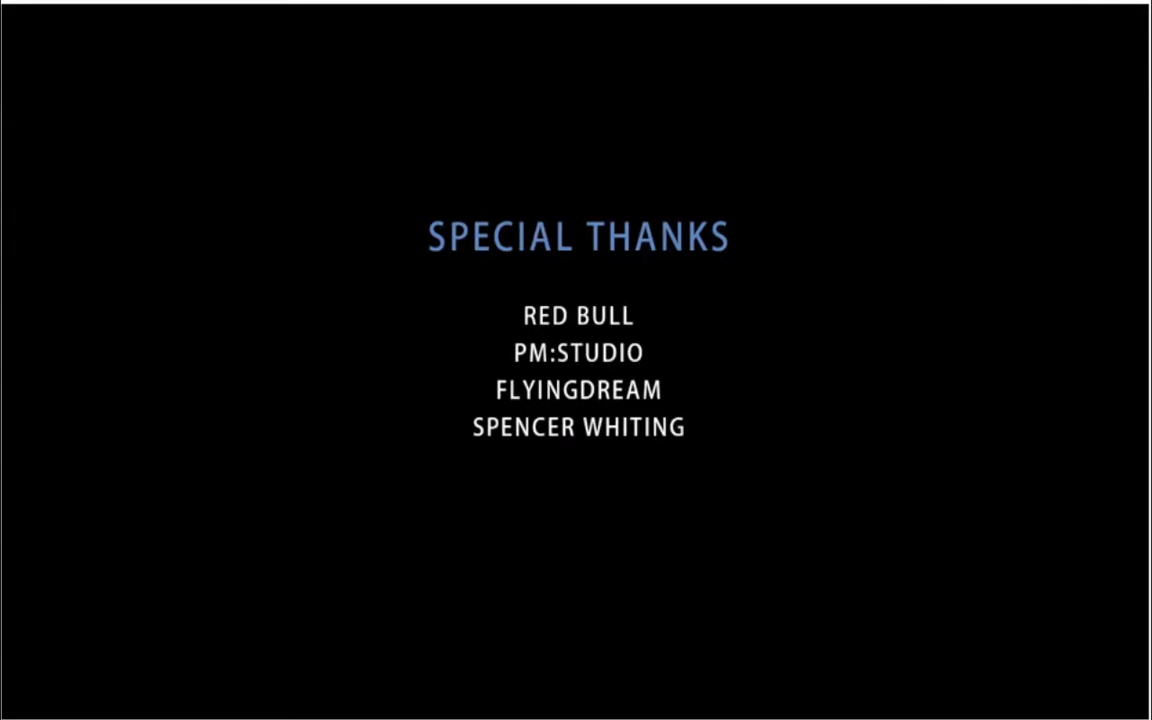 SPECIAL THANKS
RED BULL
PM:STUDIO
FLYINGDREAM
SPENCER WHITING